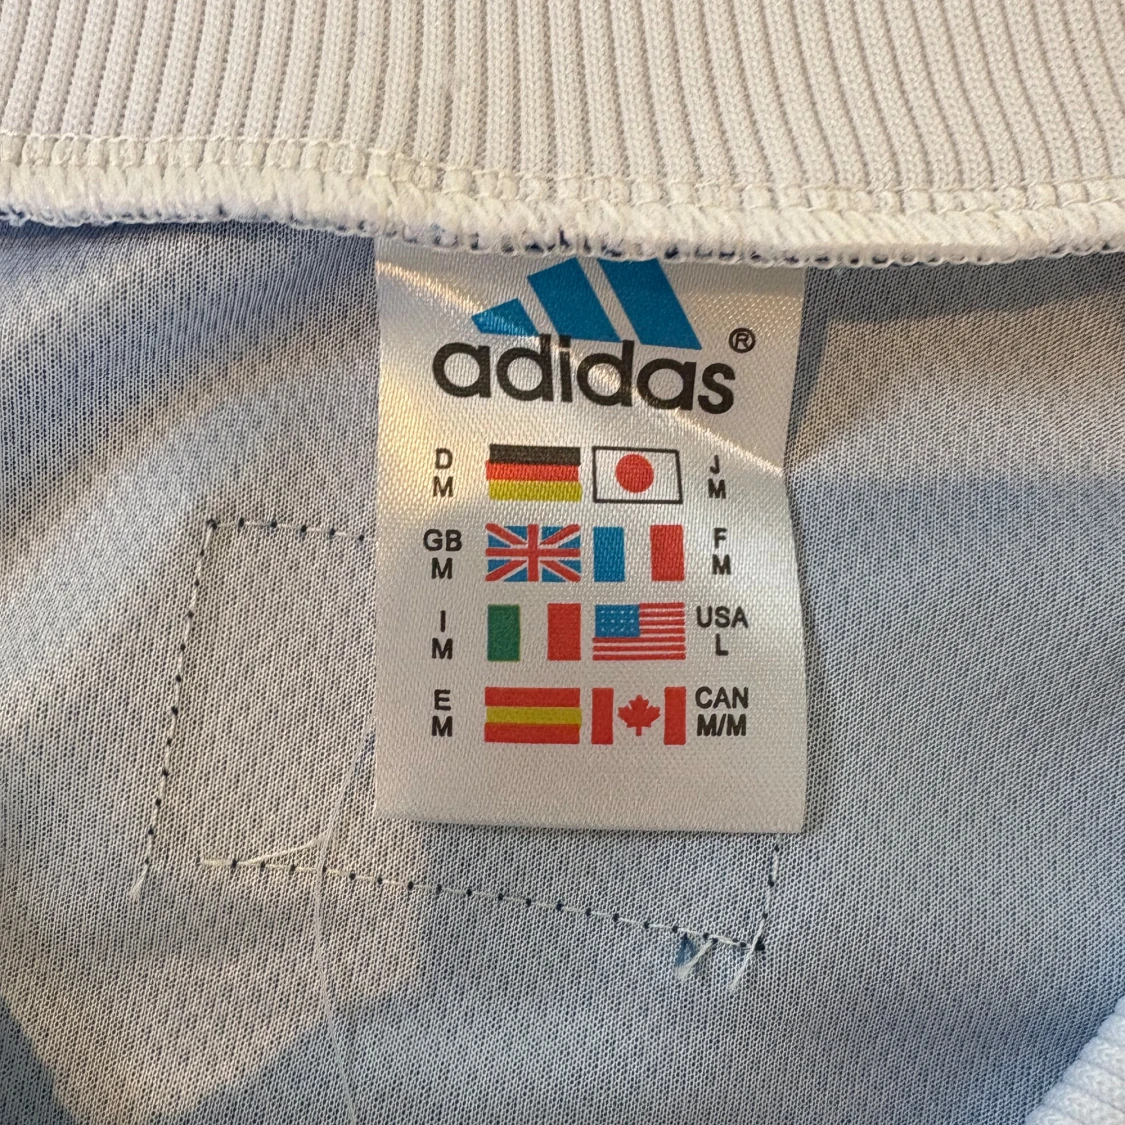 adidas®
D M J M
GB M F M
I M USA L
E M CAN M/M